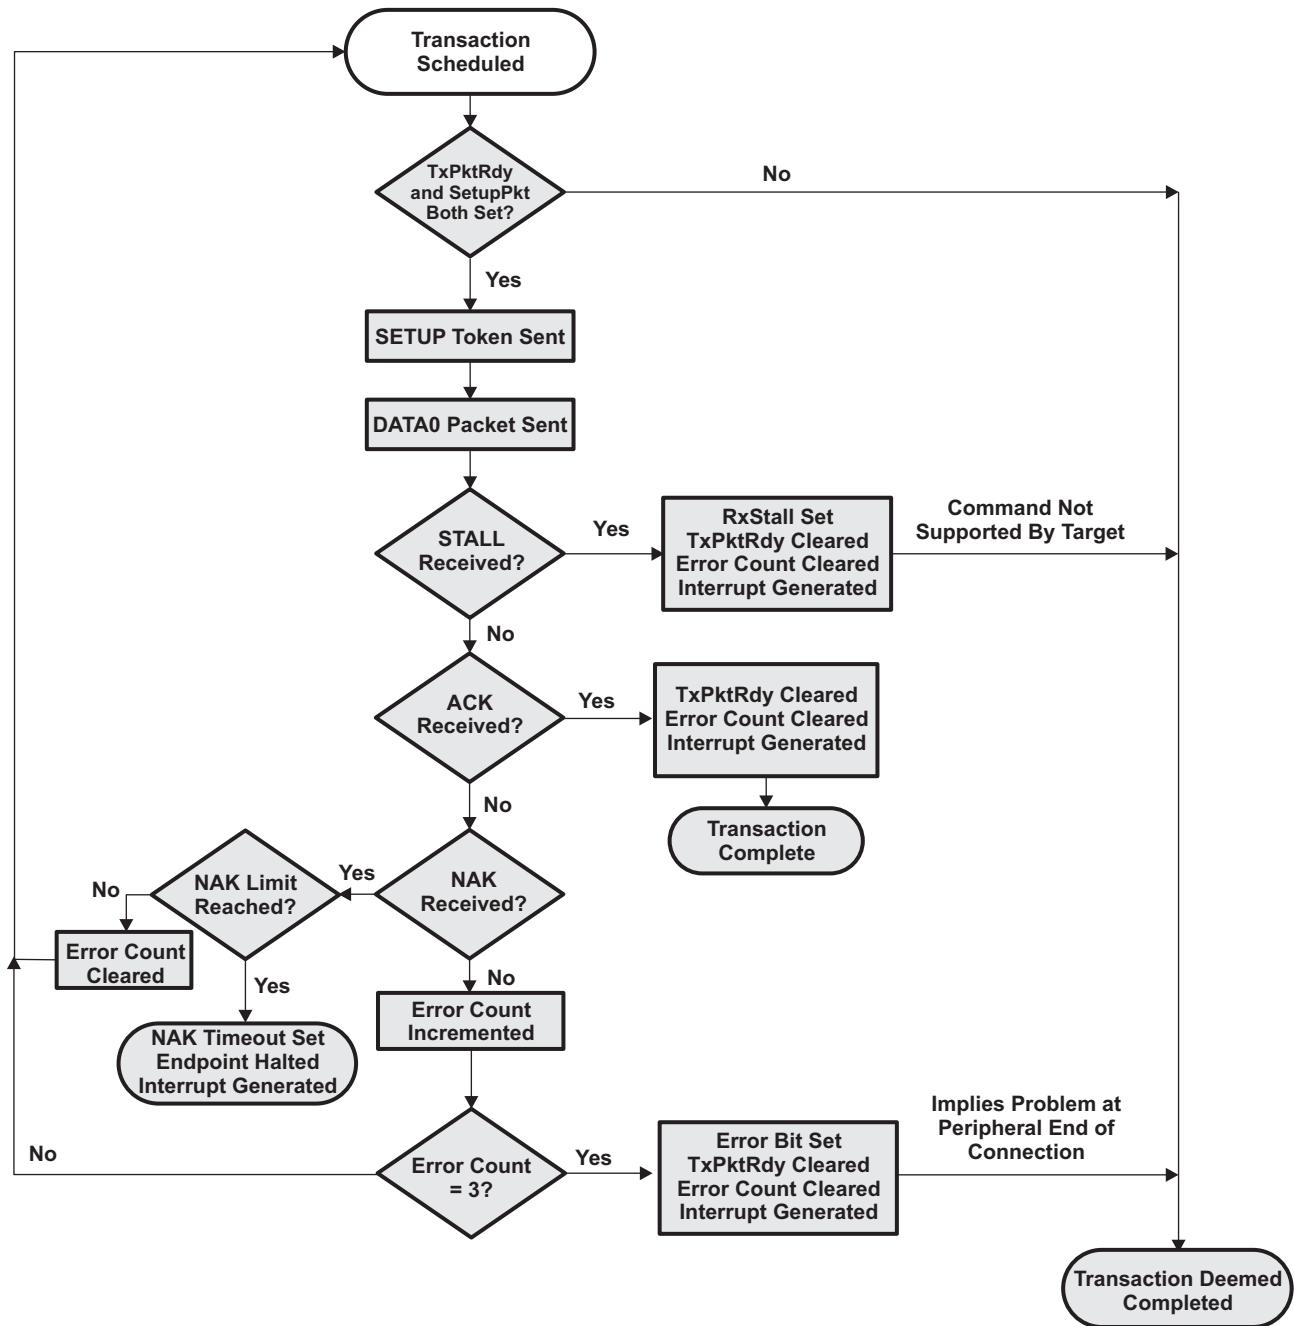 Transaction
Scheduled
TxPktRdy
and SetupPkt
Both Set?
No
Yes
SETUP Token Sent
DATA0 Packet Sent
STALL
Received?
Yes
RxStall Set
TxPktRdy Cleared
Error Count Cleared
Interrupt Generated
Command Not
Supported By Target
No
ACK
Received?
Yes
TxPktRdy Cleared
Error Count Cleared
Interrupt Generated
No
Transaction
Complete
NAK
Received?
Yes
NAK Limit
Reached?
No
Error Count
Cleared
Yes
NAK Timeout Set
Endpoint Halted
Interrupt Generated
No
Error Count
Incremented
Error Count
= 3?
No
Yes
Error Bit Set
TxPktRdy Cleared
Error Count Cleared
Interrupt Generated
Implies Problem at
Peripheral End of
Connection
Transaction Deemed
Completed